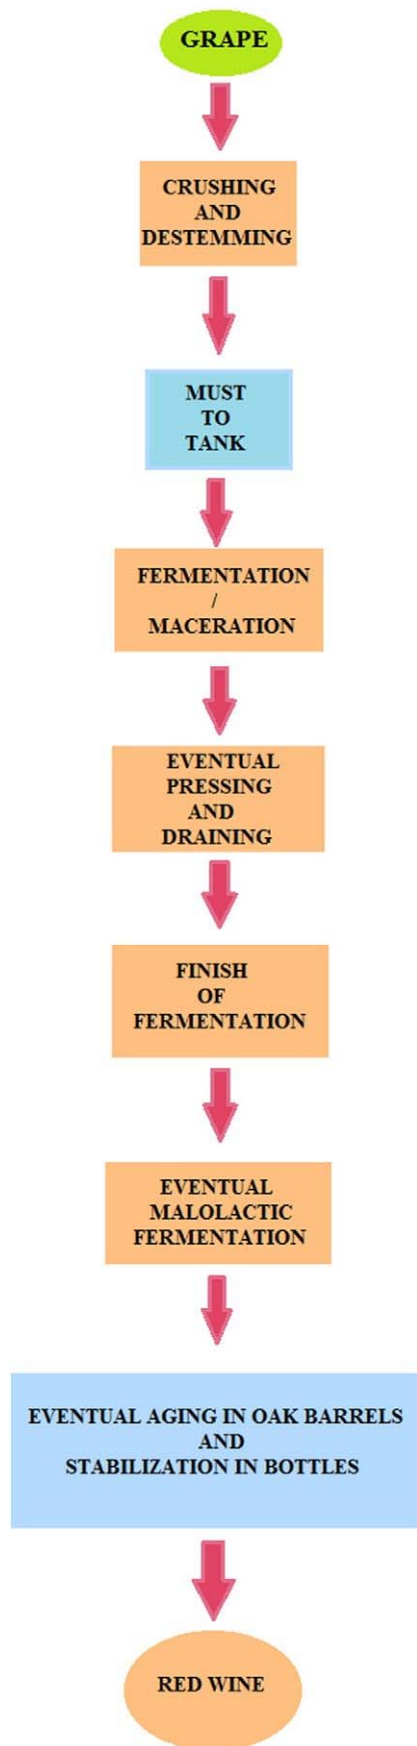 GRAPE
CRUSHING
AND
DESTEMMING
MUST
TO
TANK
FERMENTATION
/
MACERATION
EVENTUAL
PRESSING
AND
DRAINING
FINISH
OF
FERMENTATION
EVENTUAL
MALOLACTIC
FERMENTATION
EVENTUAL AGING IN OAK BARRELS
AND
STABILIZATION IN BOTTLES
RED WINE